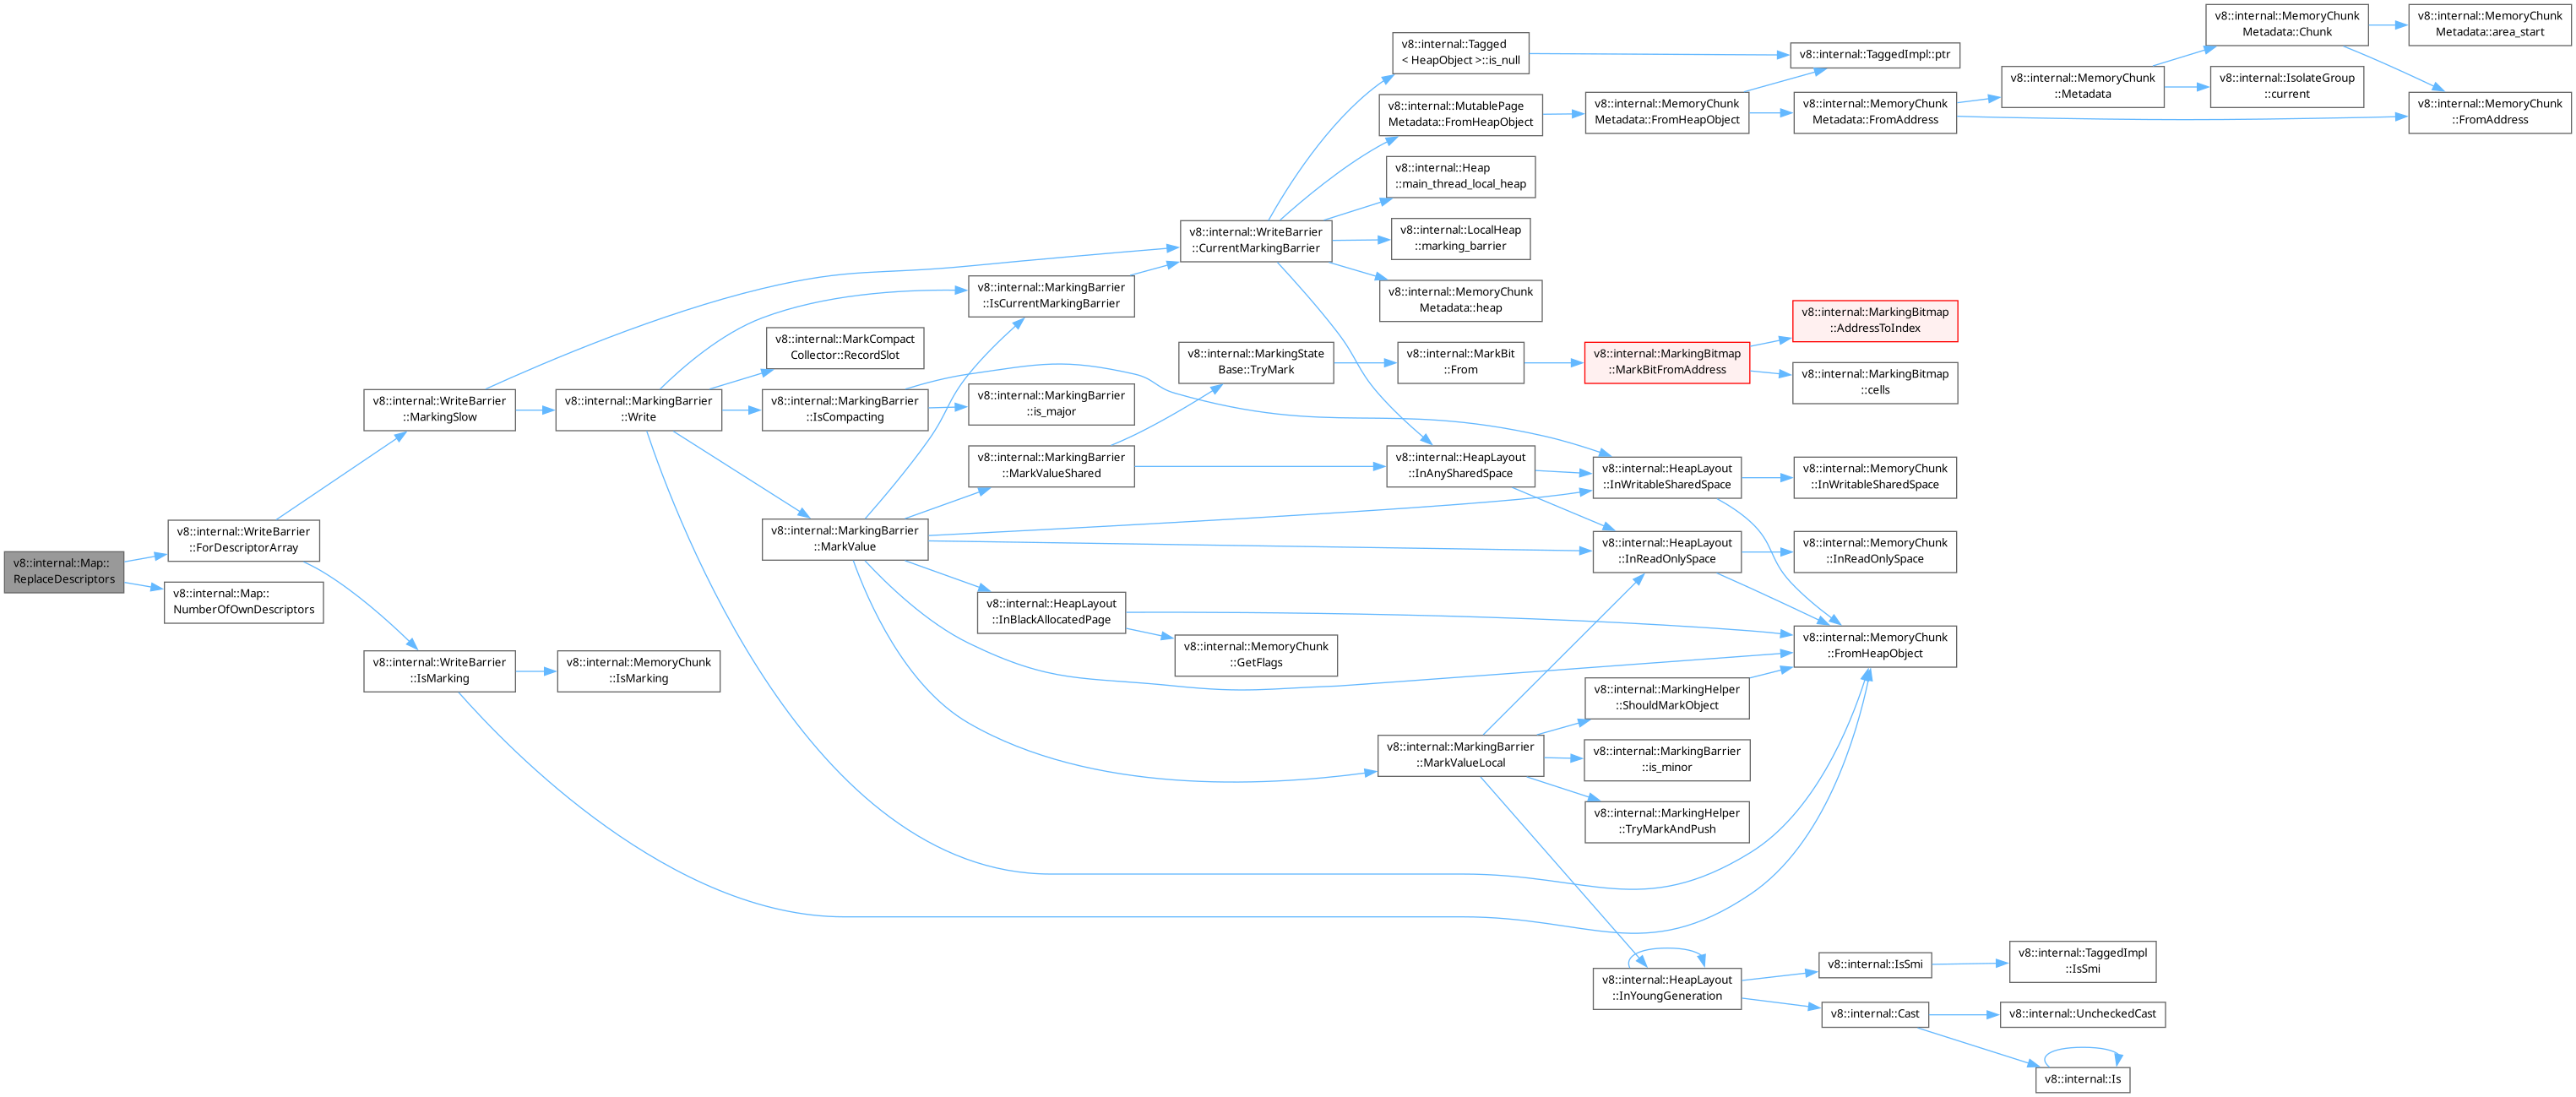 v8::internal::Map::
ReplaceDescriptors
v8::internal::WriteBarrier
::ForDescriptorArray
v8::internal::Map::
NumberOfOwnDescriptors
v8::internal::WriteBarrier
::MarkingSlow
v8::internal::WriteBarrier
::IsMarking
v8::internal::MarkingBarrier
::Write
v8::internal::MemoryChunk
::IsMarking
v8::internal::MarkCompact
Collector::RecordSlot
v8::internal::MarkingBarrier
::IsCompacting
v8::internal::MarkingBarrier
::MarkValue
v8::internal::MarkingBarrier
::IsCurrentMarkingBarrier
v8::internal::MarkingBarrier
::is_major
v8::internal::MarkingBarrier
::MarkValueShared
v8::internal::HeapLayout
::InBlackAllocatedPage
v8::internal::WriteBarrier
::CurrentMarkingBarrier
v8::internal::MarkingState
Base::TryMark
v8::internal::MemoryChunk
::GetFlags
v8::internal::Tagged
< HeapObject >::is_null
v8::internal::MutablePage
Metadata::FromHeapObject
v8::internal::Heap
::main_thread_local_heap
v8::internal::LocalHeap
::marking_barrier
v8::internal::MemoryChunk
Metadata::heap
v8::internal::MarkBit
::From
v8::internal::HeapLayout
::InAnySharedSpace
v8::internal::MarkingBarrier
::MarkValueLocal
v8::internal::MemoryChunk
Metadata::FromHeapObject
v8::internal::MarkingBitmap
::MarkBitFromAddress
v8::internal::HeapLayout
::InWritableSharedSpace
v8::internal::HeapLayout
::InReadOnlySpace
v8::internal::MarkingHelper
::ShouldMarkObject
v8::internal::MarkingBarrier
::is_minor
v8::internal::MarkingHelper
::TryMarkAndPush
v8::internal::HeapLayout
::InYoungGeneration
v8::internal::TaggedImpl::ptr
v8::internal::MemoryChunk
Metadata::FromAddress
v8::internal::MarkingBitmap
::AddressToIndex
v8::internal::MarkingBitmap
::cells
v8::internal::MemoryChunk
::InWritableSharedSpace
v8::internal::MemoryChunk
::InReadOnlySpace
v8::internal::MemoryChunk
::FromHeapObject
v8::internal::IsSmi
v8::internal::Cast
v8::internal::MemoryChunk
::Metadata
v8::internal::TaggedImpl
::IsSmi
v8::internal::UncheckedCast
v8::internal::Is
v8::internal::MemoryChunk
Metadata::Chunk
v8::internal::IsolateGroup
::current
v8::internal::MemoryChunk
Metadata::area_start
v8::internal::MemoryChunk
::FromAddress